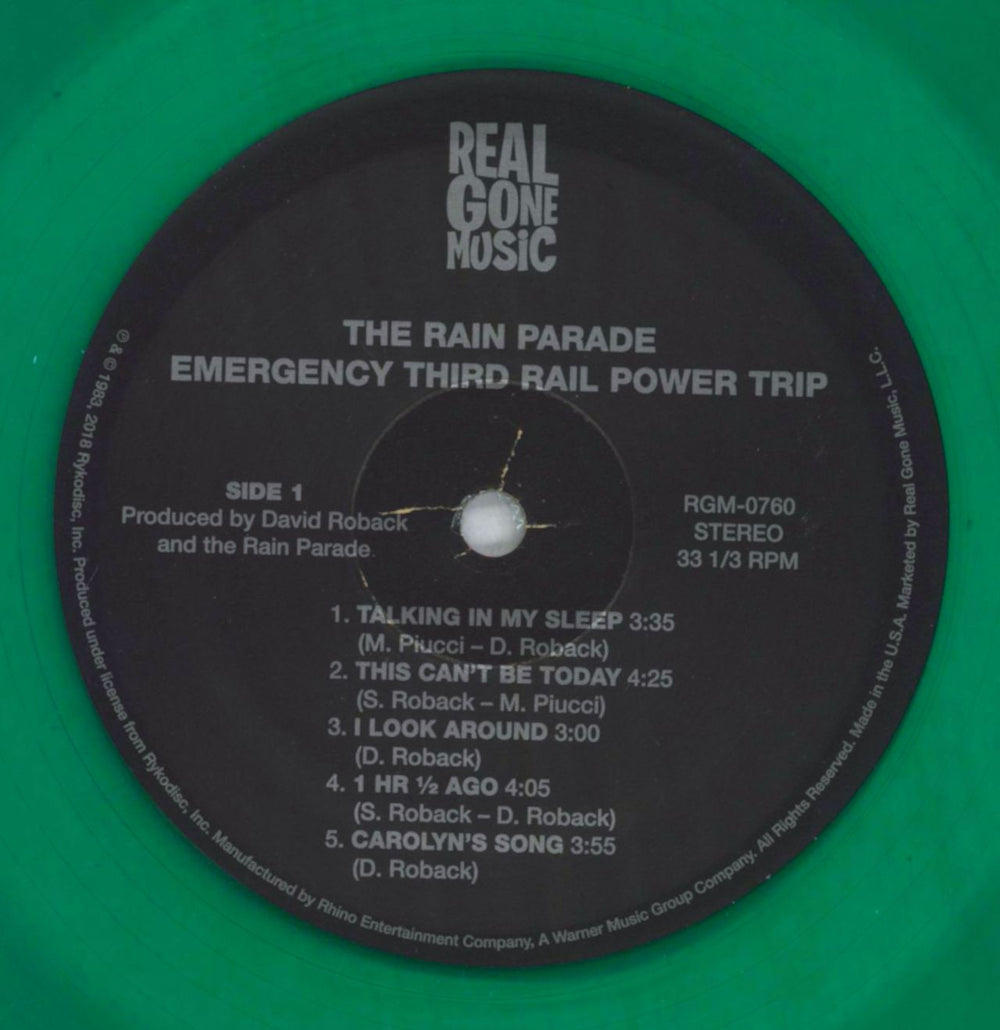 REAL
GONE
MUSiC
THE RAIN PARADE
EMERGENCY THIRD RAIL POWER TRIP
SIDE 1
Produced by David Roback
and the Rain Parade
RGM-0760
STEREO
33 1/3 RPM
1. TALKING IN MY SLEEP 3:35
(M. Piucci – D. Roback)
2. THIS CAN'T BE TODAY 4:25
(S. Roback – M. Piucci)
3. I LOOK AROUND 3:00
(D. Roback)
4. 1 HR ½ AGO 4:05
(S. Roback – D. Roback)
5. CAROLYN'S SONG 3:55
(D. Roback)
℗ & © 1983, 2018 Rykodisc, Inc. Produced under license from Rykodisc, Inc. Manufactured by Rhino Entertainment Company, A Warner Music Group Company. All Rights Reserved. Made in the U.S.A. Marketed by Real Gone Music, L.L.C.